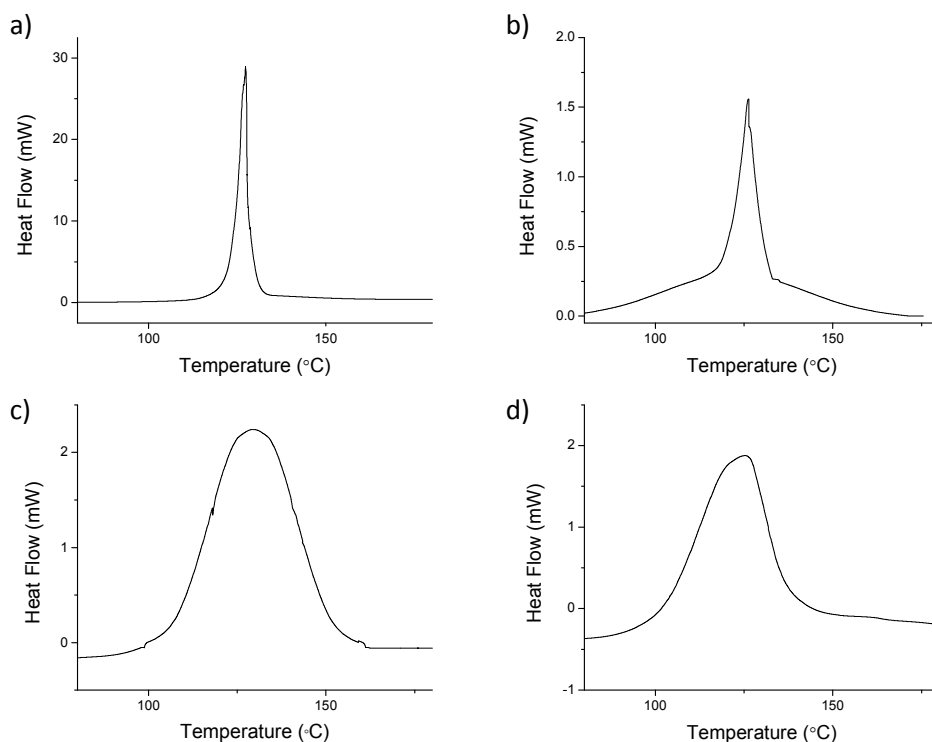 a)
30
20
10
0
Heat Flow (mW)
100
150
Temperature (°C)
b)
2.0
1.5
1.0
0.5
0.0
Heat Flow (mW)
100
150
Temperature (°C)
c)
2
1
0
Heat Flow (mW)
100
150
Temperature (°C)
d)
2
1
0
-1
Heat Flow (mW)
100
150
Temperature (°C)